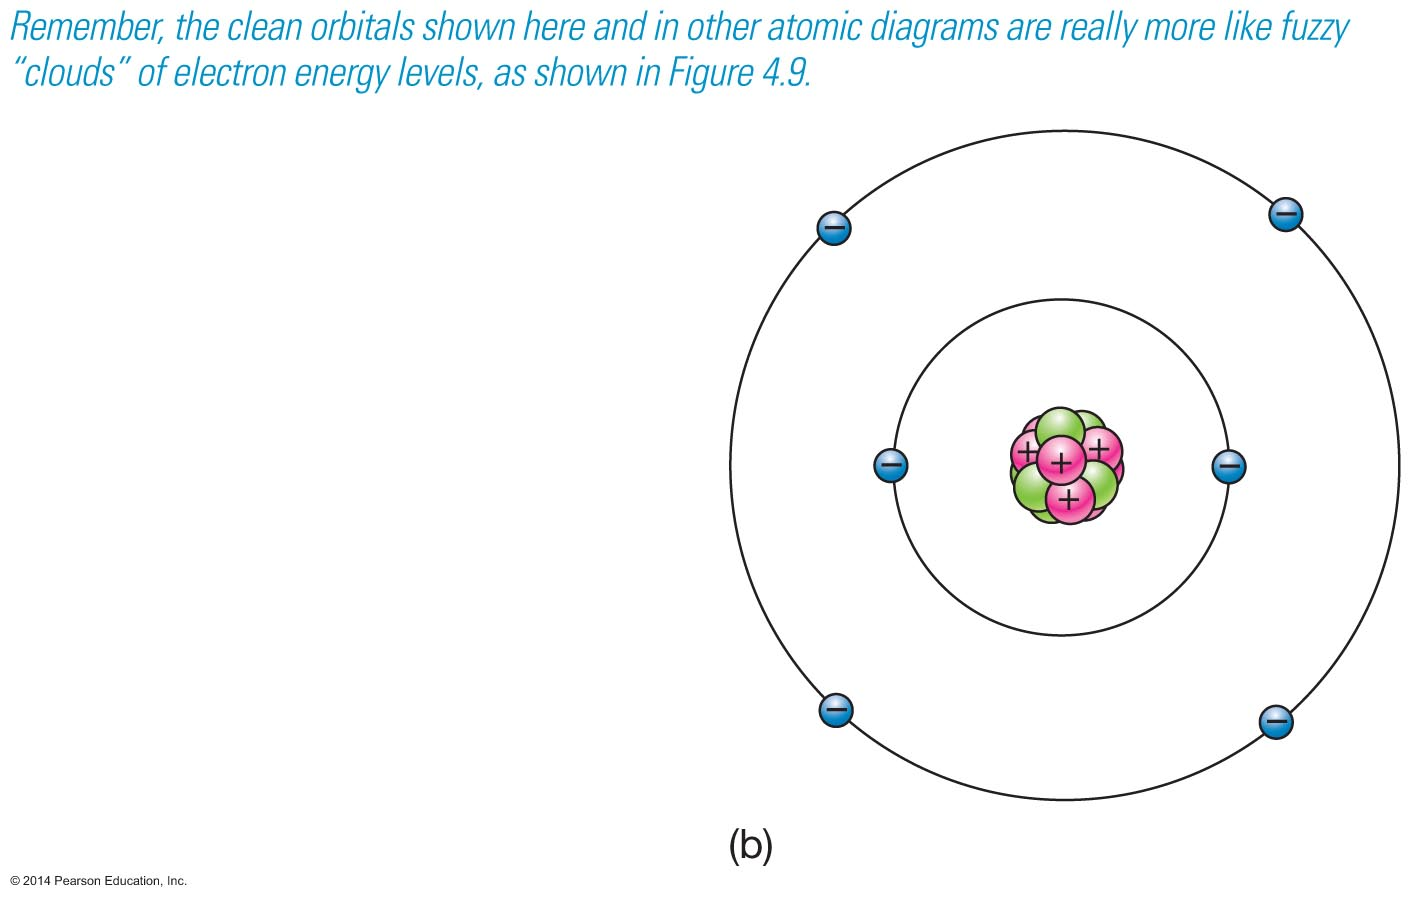 Remember, the clean orbitals shown here and in other atomic diagrams are really more like fuzzy
“clouds” of electron energy levels, as shown in Figure 4.9.
−
−
+
+
+
−
−
+
−
−
(b)
© 2014 Pearson Education, Inc.